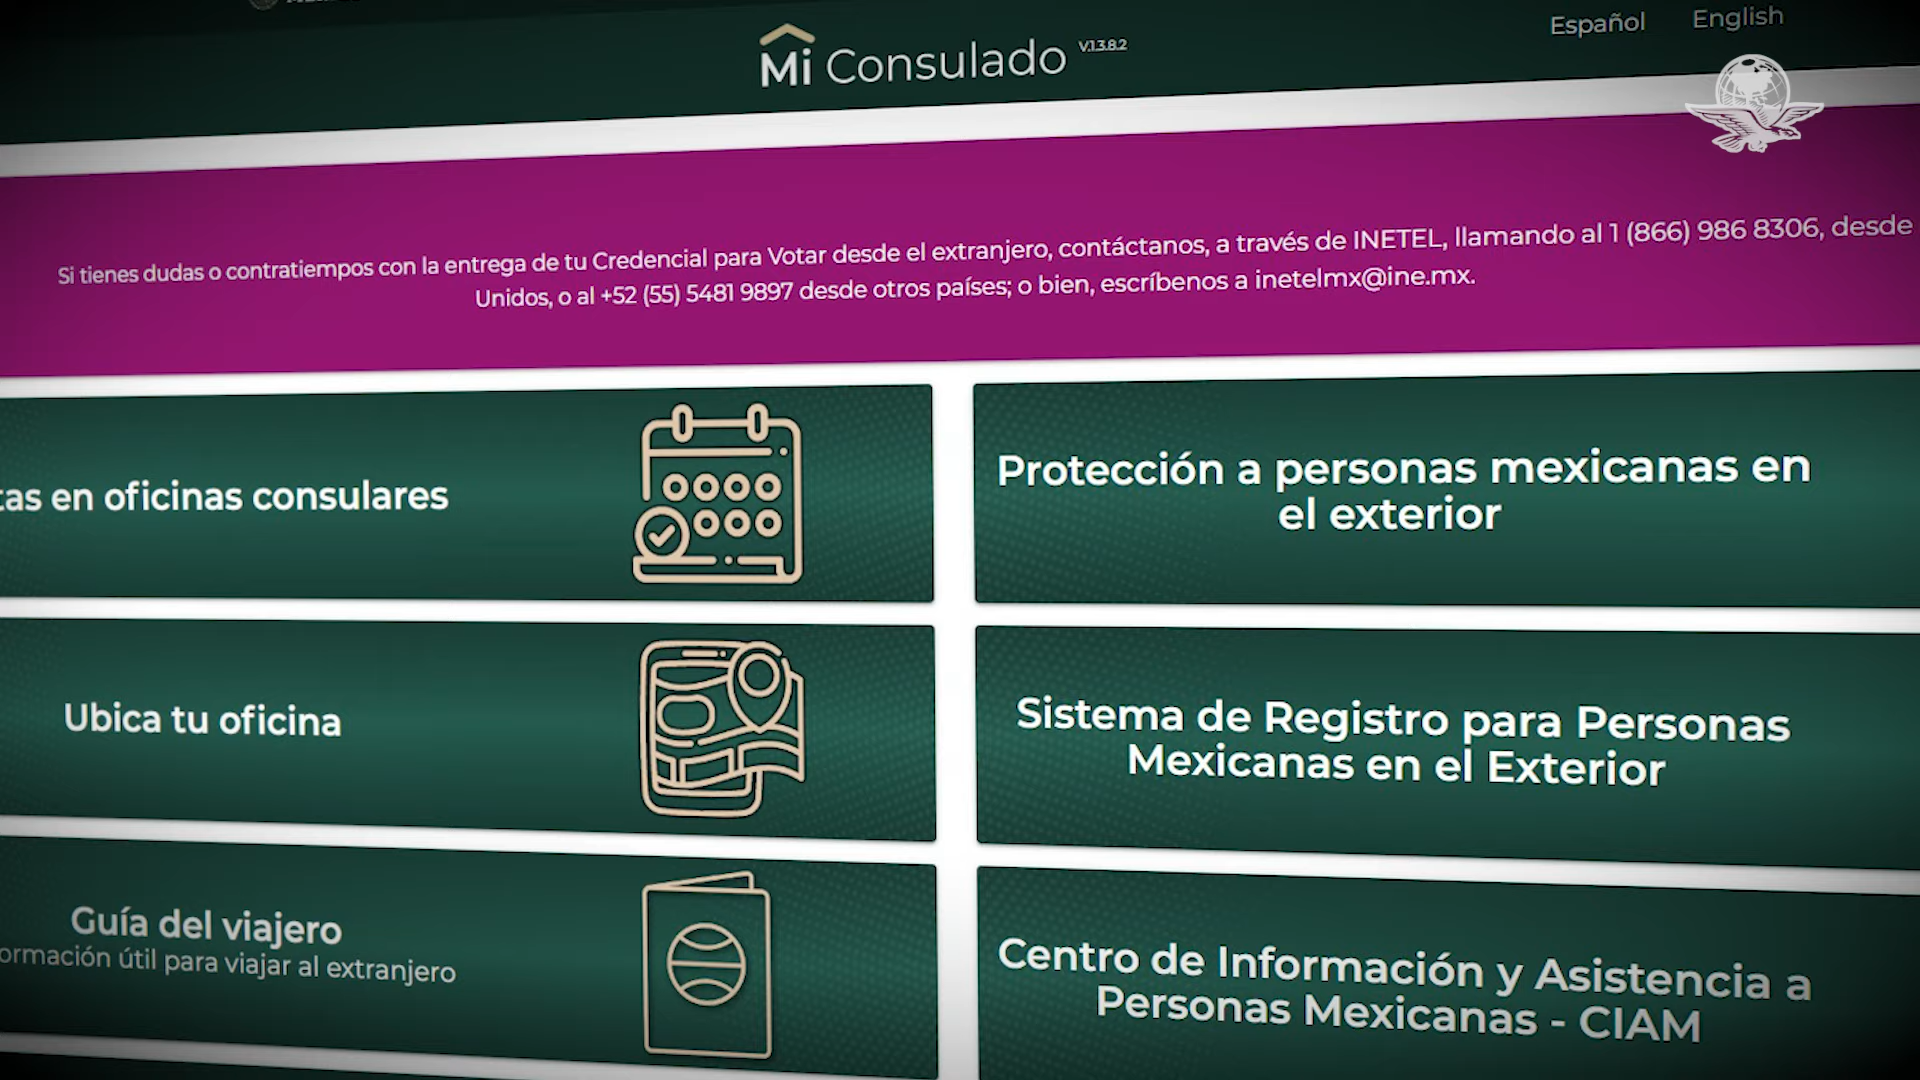 Mi Consulado V.1.3.8.2
Español
English
Si tienes dudas o contratiempos con la entrega de tu Credencial para Votar desde el extranjero, contáctanos, a través de INETEL, llamando al 1 (866) 986 8306, desde
Unidos, o al +52 (55) 5481 9897 desde otros países; o bien, escríbenos a inetelmx@ine.mx.
tas en oficinas consulares
Protección a personas mexicanas en
el exterior
Ubica tu oficina
Sistema de Registro para Personas
Mexicanas en el Exterior
Guía del viajero
ormación útil para viajar al extranjero
Centro de Información y Asistencia a
Personas Mexicanas - CIAM